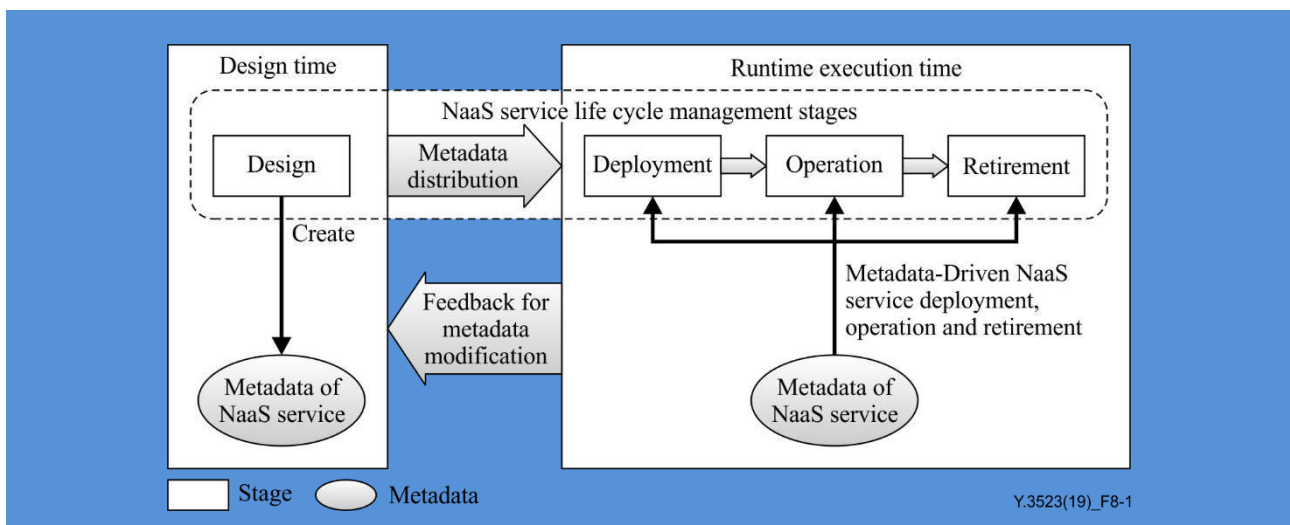 Design time
Runtime execution time
NaaS service life cycle management stages
Design
Metadata
distribution
Deployment
Operation
Retirement
Create
Feedback for
metadata
modification
Metadata-Driven NaaS
service deployment,
operation and retirement
Metadata of
NaaS service
Metadata of
NaaS service
Stage
Metadata
Y.3523(19)_F8-1